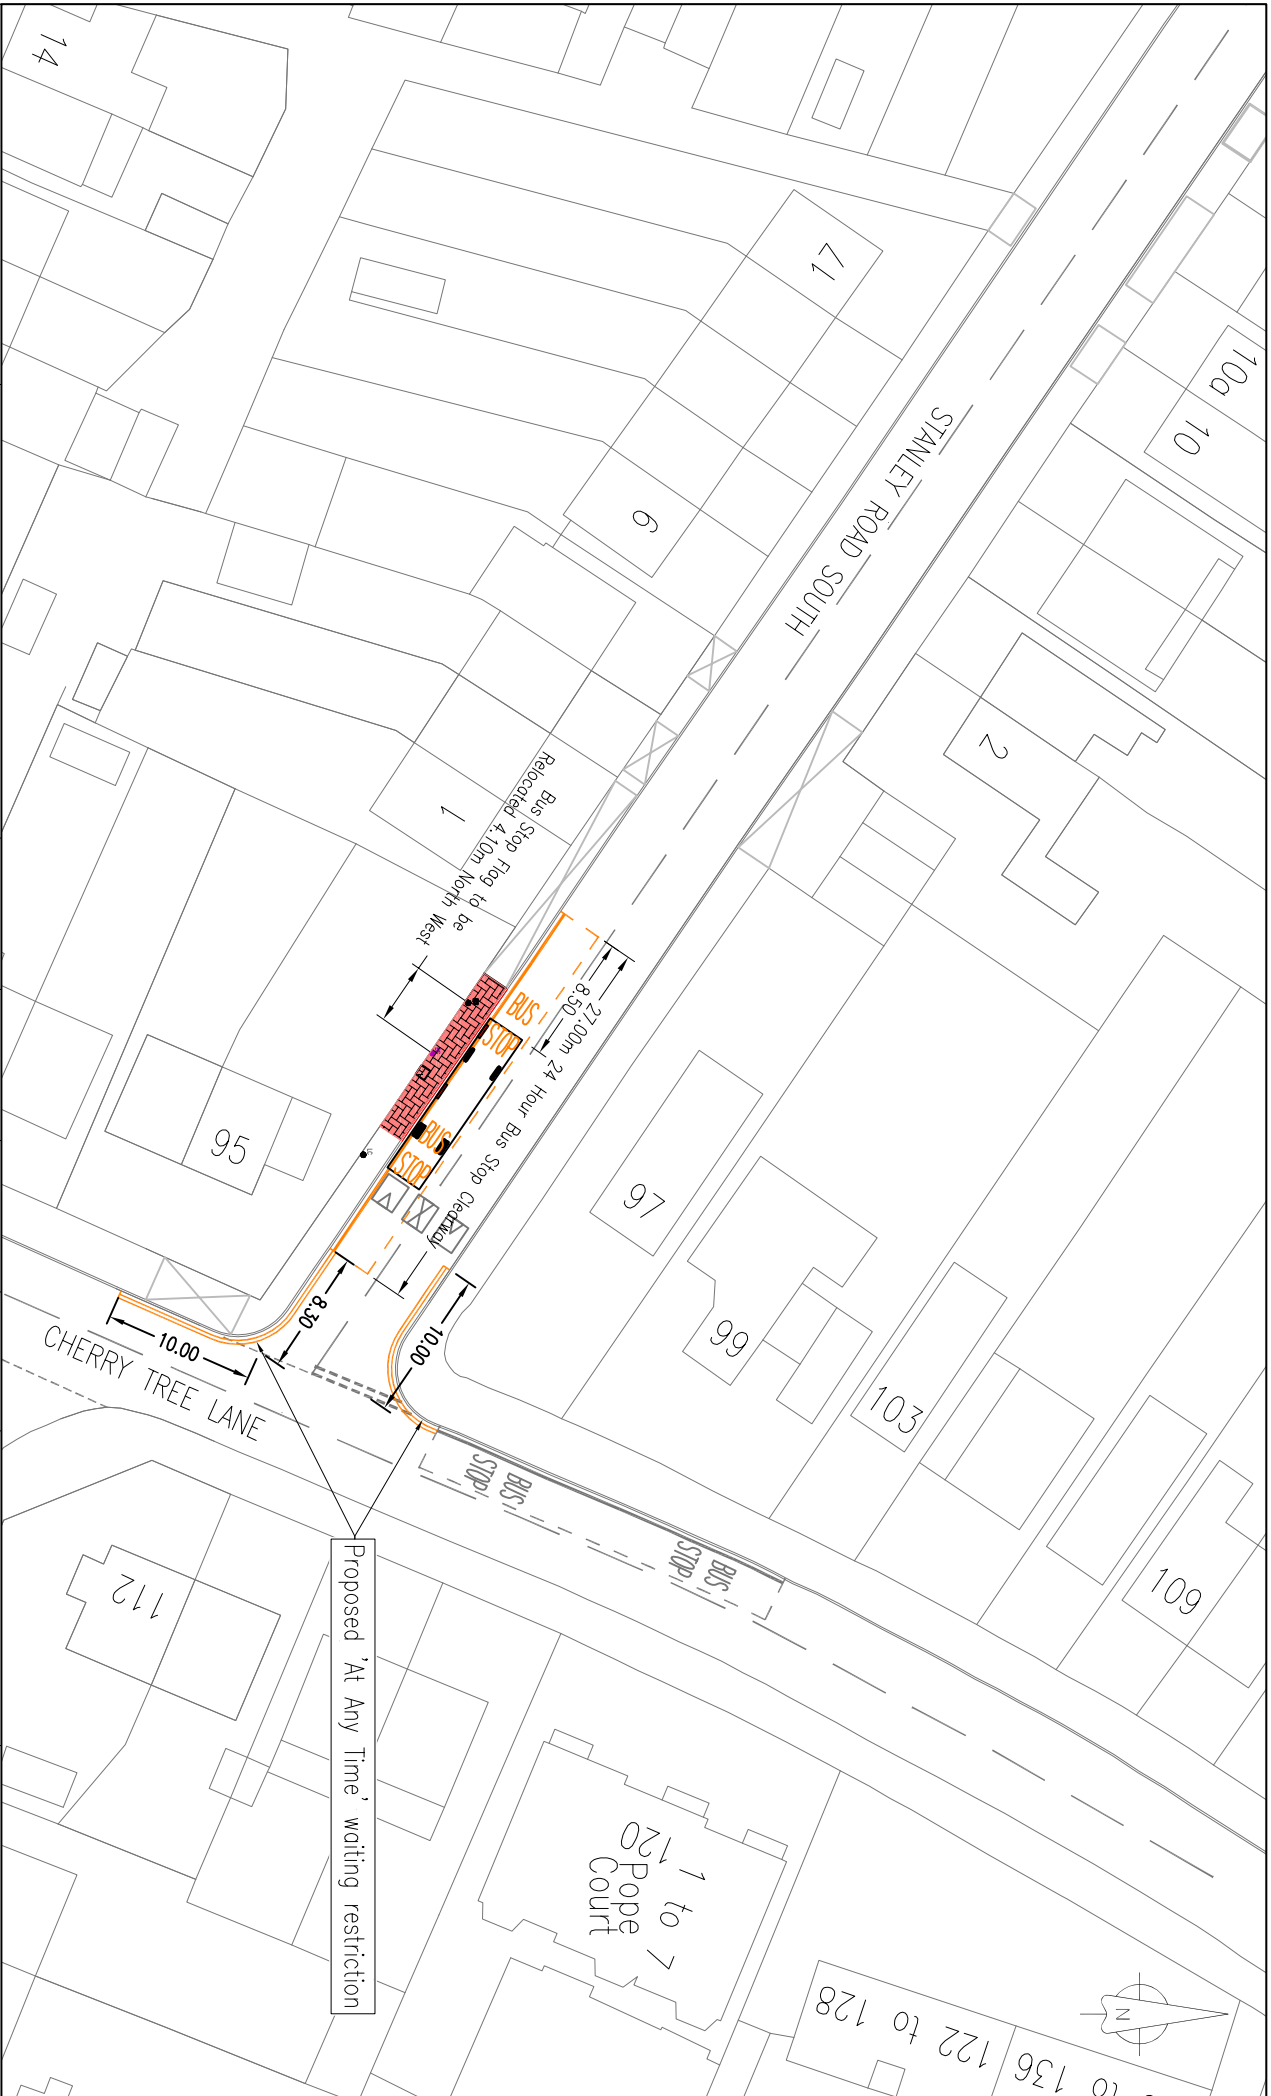 14
17
10a
10
STANLEY ROAD SOUTH
9
2
1
Bus Stop Flag to be
Relocated 4.10m North West
8.50
27.00m 24 Hour Bus Stop Clearway
BUS
STOP
BUS
STOP
95
97
99
103
109
8.30
10.00
10.00
CHERRY TREE LANE
BUS
STOP
BUS
STOP
Proposed 'At Any Time' waiting restriction
112
1 to 7
Pope
Court
120
122 to 128
to 136
N